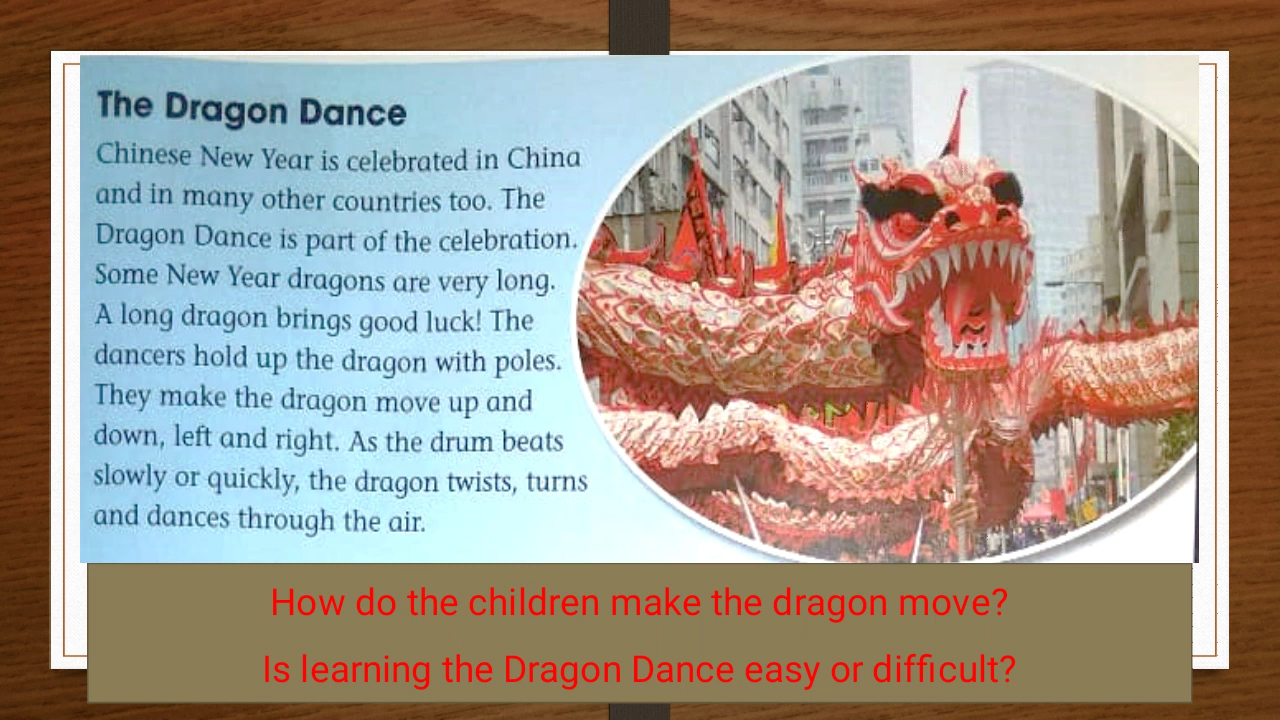 The Dragon Dance
Chinese New Year is celebrated in China
and in many other countries too. The
Dragon Dance is part of the celebration.
Some New Year dragons are very long.
A long dragon brings good luck! The
dancers hold up the dragon with poles.
They make the dragon move up and
down, left and right. As the drum beats
slowly or quickly, the dragon twists, turns
and dances through the air.
How do the children make the dragon move?
Is learning the Dragon Dance easy or difficult?